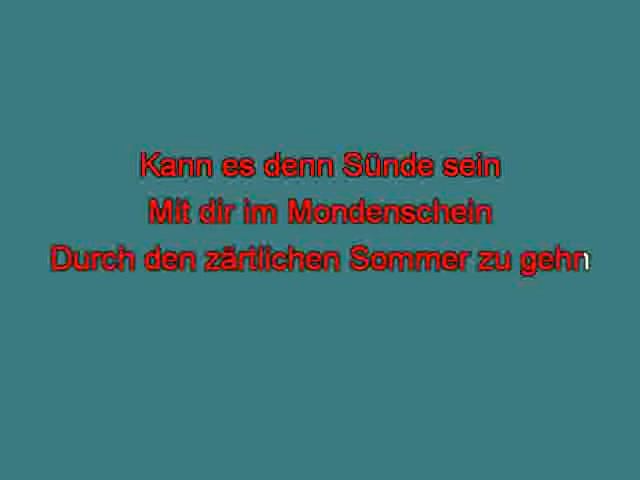 Kann es denn Sünde sein
Mit dir im Mondenschein
Durch den zärtlichen Sommer zu gehn